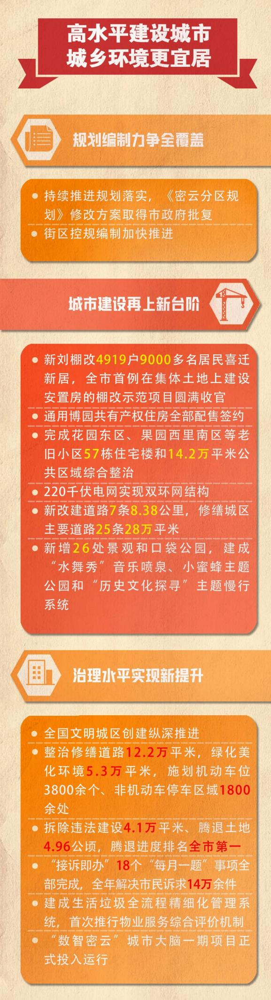 高水平建设城市
城乡环境更宜居
规划编制力争全覆盖
持续推进规划落实，《密云分区规
划》修改方案取得市政府批复
街区控规编制加快推进
城市建设再上新台阶
新刘棚改4919户9000多名居民喜迁
新居，全市首例在集体土地上建设
安置房的棚改示范项目圆满收官
通用博园共有产权住房全部配售签约
完成花园东区、果园西里南区等老
旧小区57栋住宅楼和14.2万平米公
共区域综合整治
220千伏电网实现双环网结构
新改建道路7条8.38公里，修缮城区
主要道路25条28万平米
新增26处景观和口袋公园，建成
“水舞秀”音乐喷泉、小蜜蜂主题
公园和“历史文化探寻”主题慢行
系统
治理水平实现新提升
全国文明城区创建纵深推进
整治修缮道路12.2万平米，绿化美
化环境5.3万平米，施划机动车位
3800余个、非机动车停车区域1800
余处
拆除违法建设4.1万平米、腾退土地
4.96公顷，腾退进度排名全市第一
“接诉即办”18个“每月一题”事项全
部完成，全年解决市民诉求14万余件
建成生活垃圾全流程精细化管理系
统，首次推行物业服务综合评价机制
“数智密云”城市大脑一期项目正
式投入运行